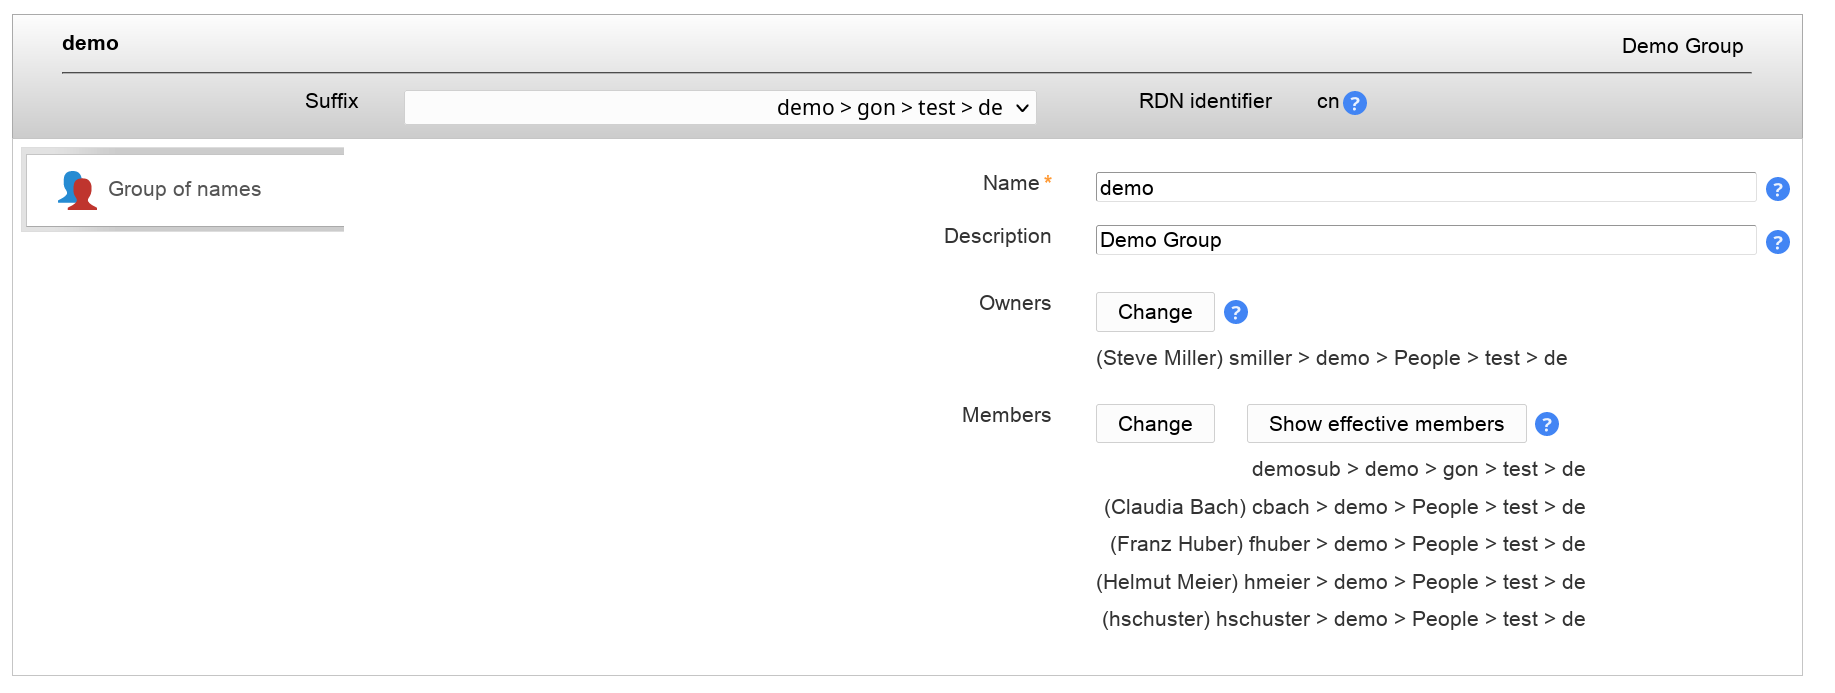 demo
Demo Group
Suffix
demo > gon > test > de
RDN identifier
cn ?
Group of names
Name *
demo ?
Description
Demo Group ?
Owners
Change ?
(Steve Miller) smiller > demo > People > test > de
Members
Change
Show effective members ?
demosub > demo > gon > test > de
(Claudia Bach) cbach > demo > People > test > de
(Franz Huber) fhuber > demo > People > test > de
(Helmut Meier) hmeier > demo > People > test > de
(hschuster) hschuster > demo > People > test > de